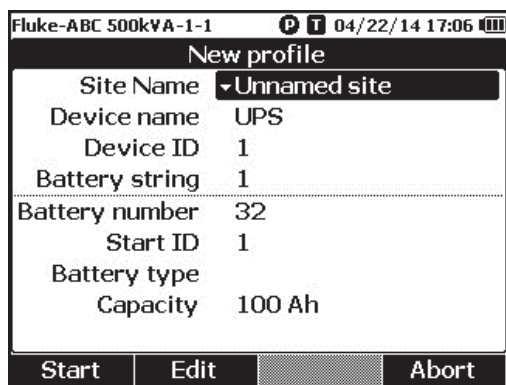 Fluke-ABC 500kVA-1-1 P T 04/22/14 17:06
New profile
Site Name Unnamed site
Device name UPS
Device ID 1
Battery string 1
Battery number 32
Start ID 1
Battery type
Capacity 100 Ah
Start Edit Abort